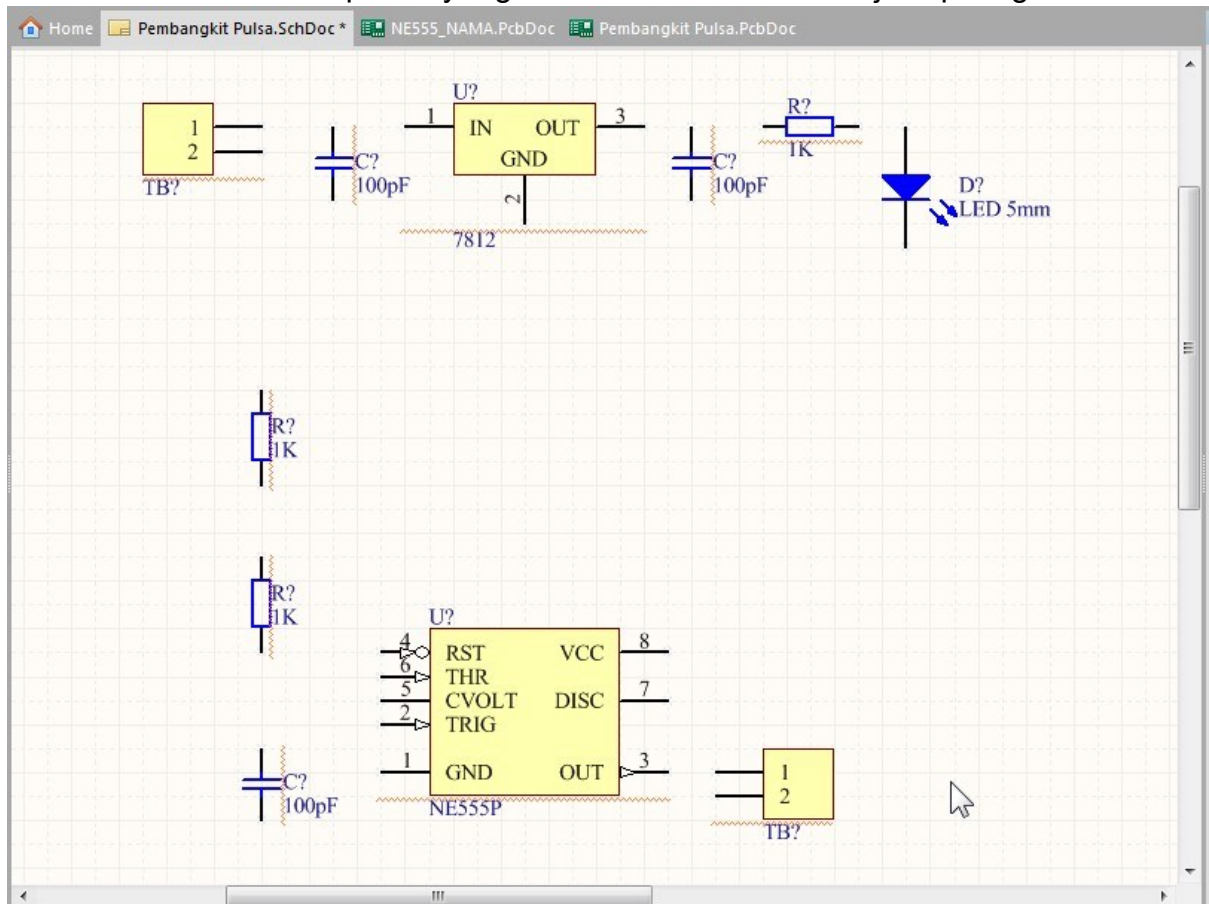 Home Pembangkit Pulsa.SchDoc * NE555_NAMA.PcbDoc Pembangkit Pulsa.PcbDoc
1
2
TB?
C?
100pF
U?
1 IN OUT 3
GND
2
7812
C?
100pF
R?
1K
D?
LED 5mm
R?
1K
R?
1K
C?
100pF
U?
4 RST VCC 8
6 THR
5 CVOLT DISC 7
2 TRIG
1 GND OUT 3
NE555P
1
2
TB?